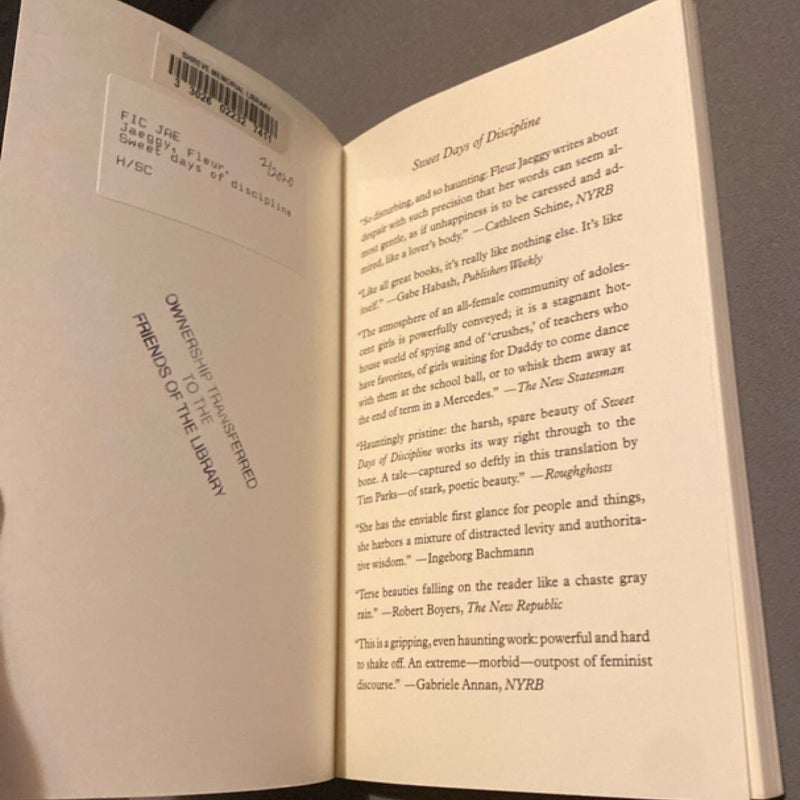 SHREVE MEMORIAL LIBRARY
3 3026 02232 7471
FIC JAE
Jaeggy, Fleur.
Sweet days of discipline
2/2020
H/SC
OWNERSHIP TRANSFERRED
TO THE
FRIENDS OF THE LIBRARY
Sweet Days of Discipline
“So disturbing, and so haunting: Fleur Jaeggy writes about
despair with such precision that her words can seem al-
most gentle, as if unhappiness is to be caressed and ad-
mired, like a lover's body.” —Cathleen Schine, NYRB
“Like all great books, it's really like nothing else. It's like
itself.” —Gabe Habash, Publishers Weekly
“The atmosphere of an all-female community of adoles-
cent girls is powerfully conveyed; it is a stagnant hot-
house world of spying and of ‘crushes,’ of teachers who
have favorites, of girls waiting for Daddy to come dance
with them at the school ball, or to whisk them away at
the end of term in a Mercedes.” —The New Statesman
“Hauntingly pristine: the harsh, spare beauty of Sweet
Days of Discipline works its way right through to the
bone. A tale—captured so deftly in this translation by
Tim Parks—of stark, poetic beauty.” —Roughghosts
“She has the enviable first glance for people and things,
she harbors a mixture of distracted levity and authorita-
tive wisdom.” —Ingeborg Bachmann
“Terse beauties falling on the reader like a chaste gray
rain.” —Robert Boyers, The New Republic
“This is a gripping, even haunting work: powerful and hard
to shake off. An extreme—morbid—outpost of feminist
discourse.” —Gabriele Annan, NYRB